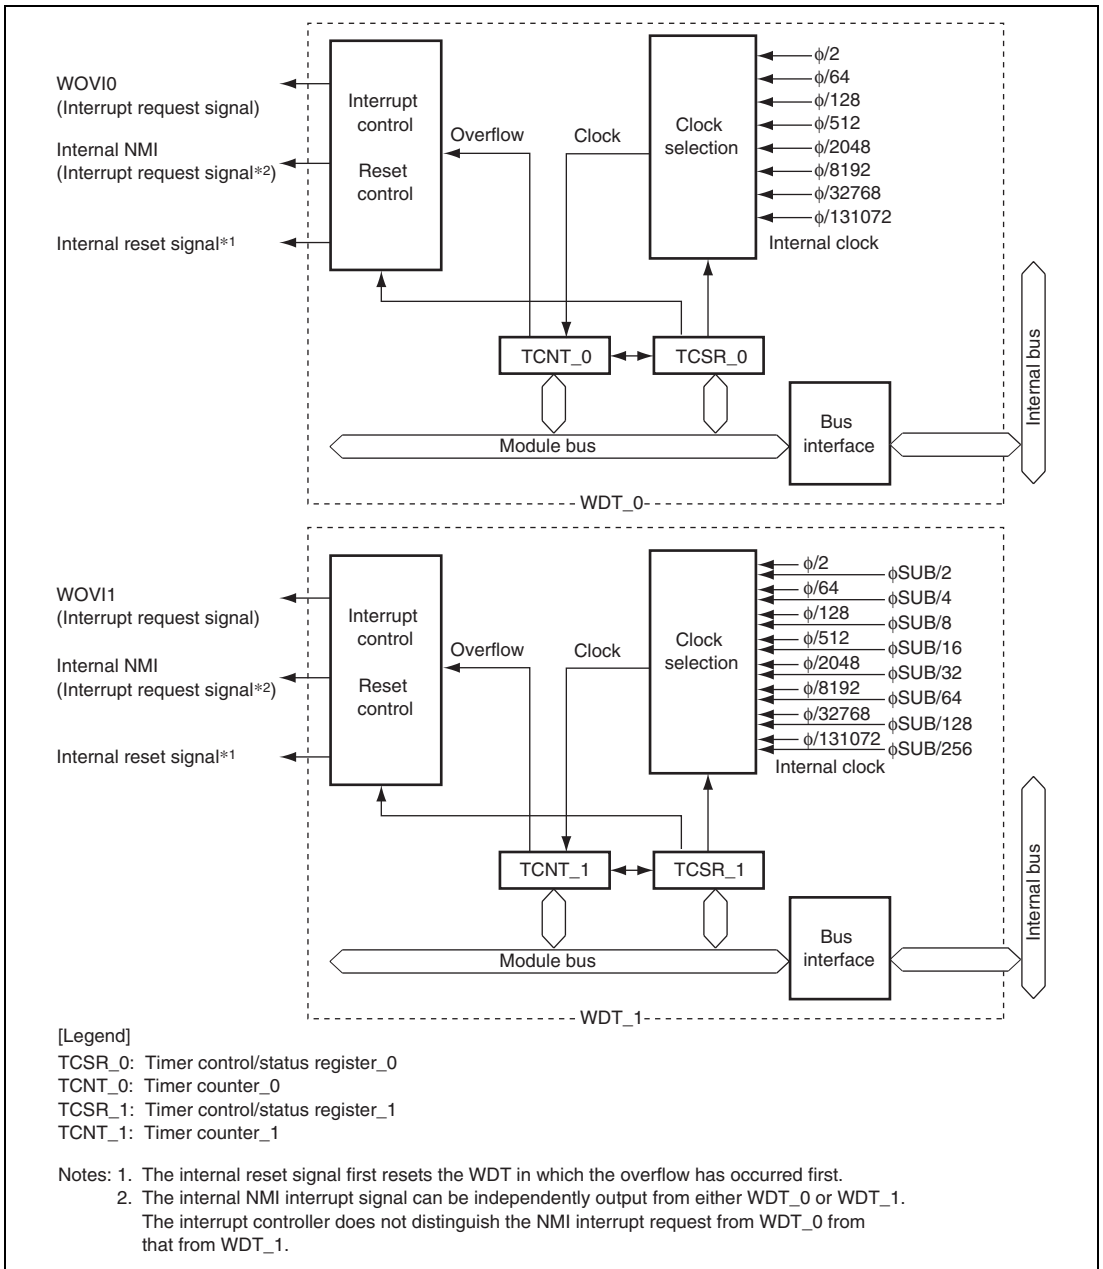 WOVI0
(Interrupt request signal)
Internal NMI
(Interrupt request signal*2)
Internal reset signal*1
Interrupt
control
Reset
control
Overflow
Clock
Clock
selection
ϕ/2
ϕ/64
ϕ/128
ϕ/512
ϕ/2048
ϕ/8192
ϕ/32768
ϕ/131072
Internal clock
TCNT_0
TCSR_0
Module bus
Bus
interface
Internal bus
WDT_0
WOVI1
(Interrupt request signal)
Internal NMI
(Interrupt request signal*2)
Internal reset signal*1
Interrupt
control
Reset
control
Overflow
Clock
Clock
selection
ϕ/2
ϕSUB/2
ϕ/64
ϕSUB/4
ϕ/128
ϕSUB/8
ϕ/512
ϕSUB/16
ϕ/2048
ϕSUB/32
ϕ/8192
ϕSUB/64
ϕ/32768
ϕSUB/128
ϕ/131072
ϕSUB/256
Internal clock
TCNT_1
TCSR_1
Module bus
Bus
interface
Internal bus
WDT_1
[Legend]
TCSR_0: Timer control/status register_0
TCNT_0: Timer counter_0
TCSR_1: Timer control/status register_1
TCNT_1: Timer counter_1
Notes: 1. The internal reset signal first resets the WDT in which the overflow has occurred first.
2. The internal NMI interrupt signal can be independently output from either WDT_0 or WDT_1.
The interrupt controller does not distinguish the NMI interrupt request from WDT_0 from
that from WDT_1.